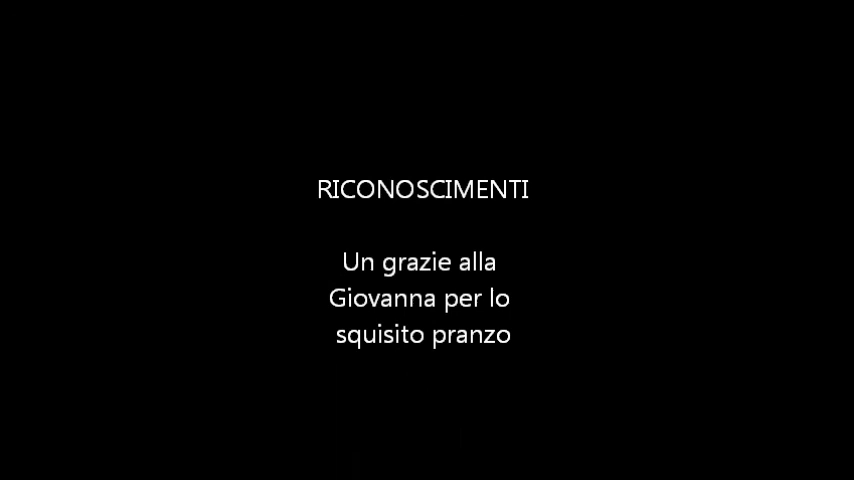 RICONOSCIMENTI
Un grazie alla
Giovanna per lo
squisito pranzo